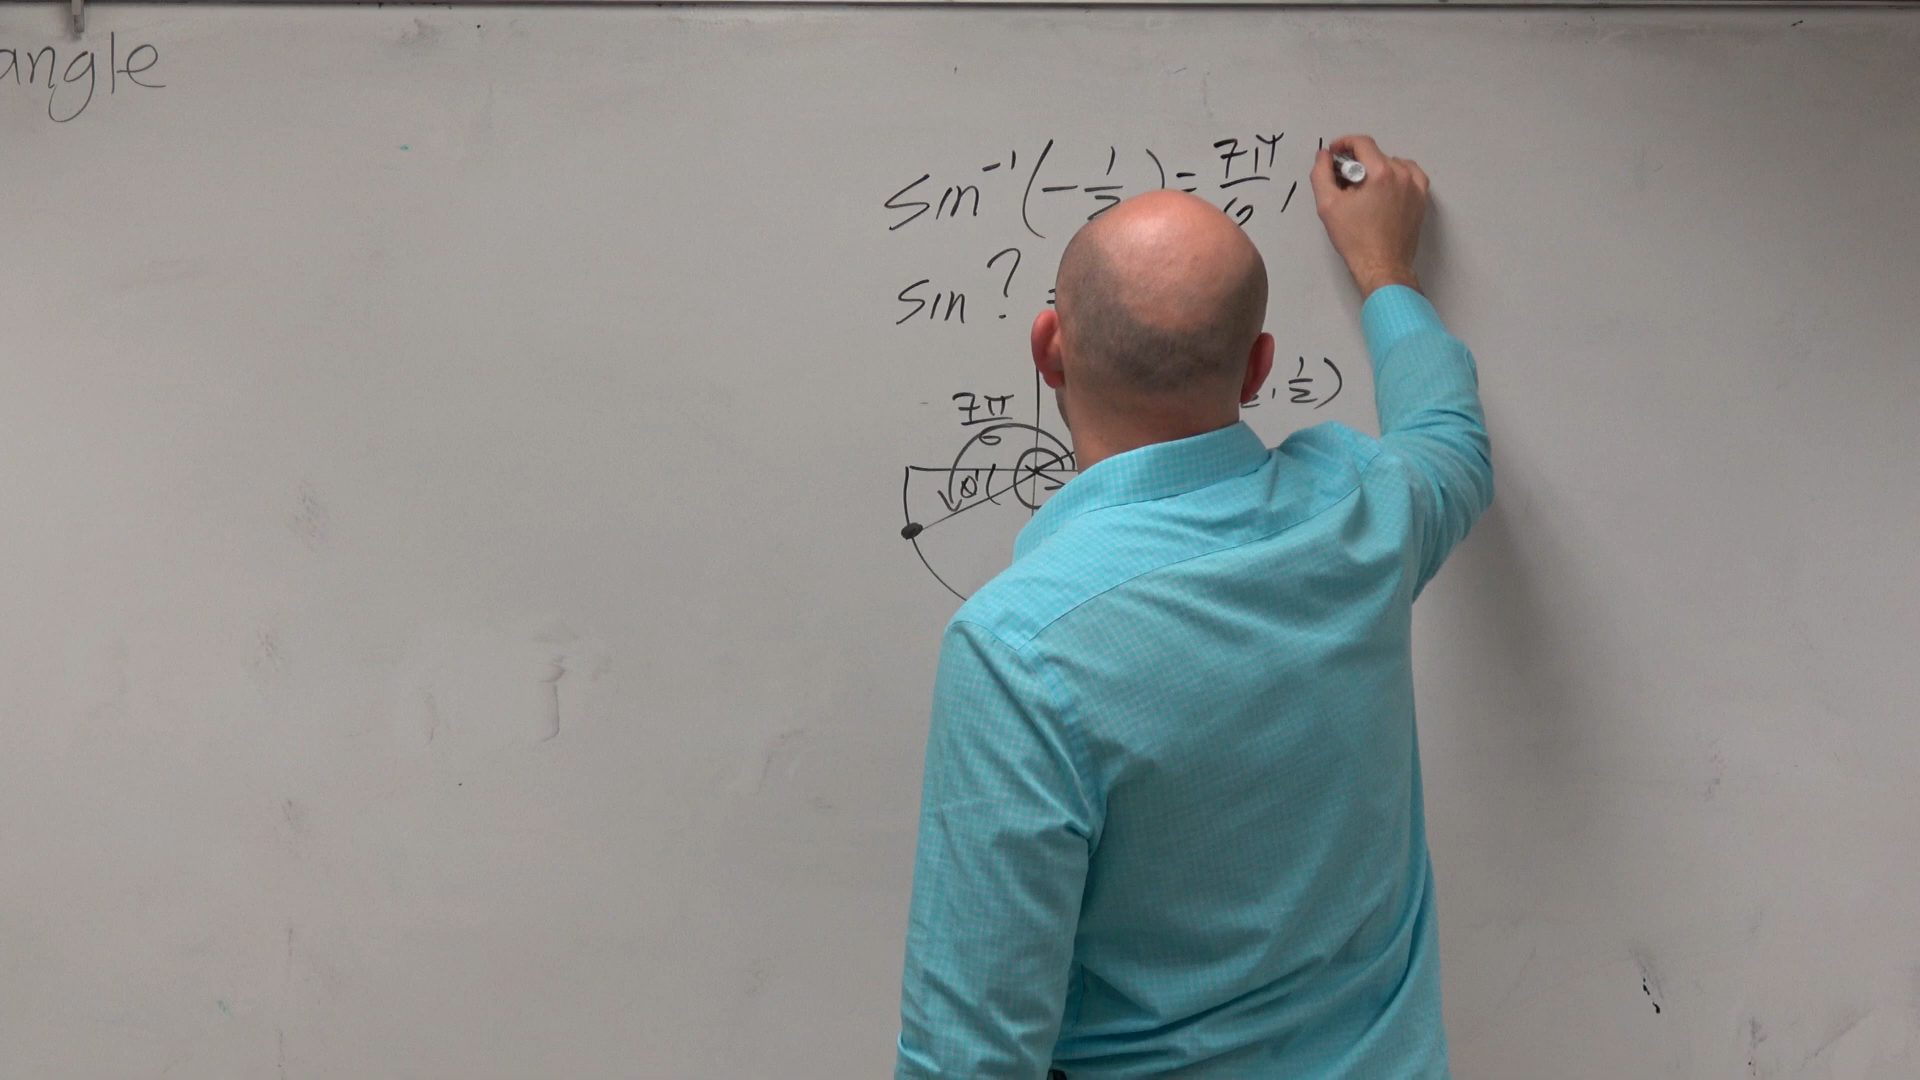 angle
sin⁻¹(-1/2) = 7π/6,
sin ? =
, 1/2)
7π/6
θ'